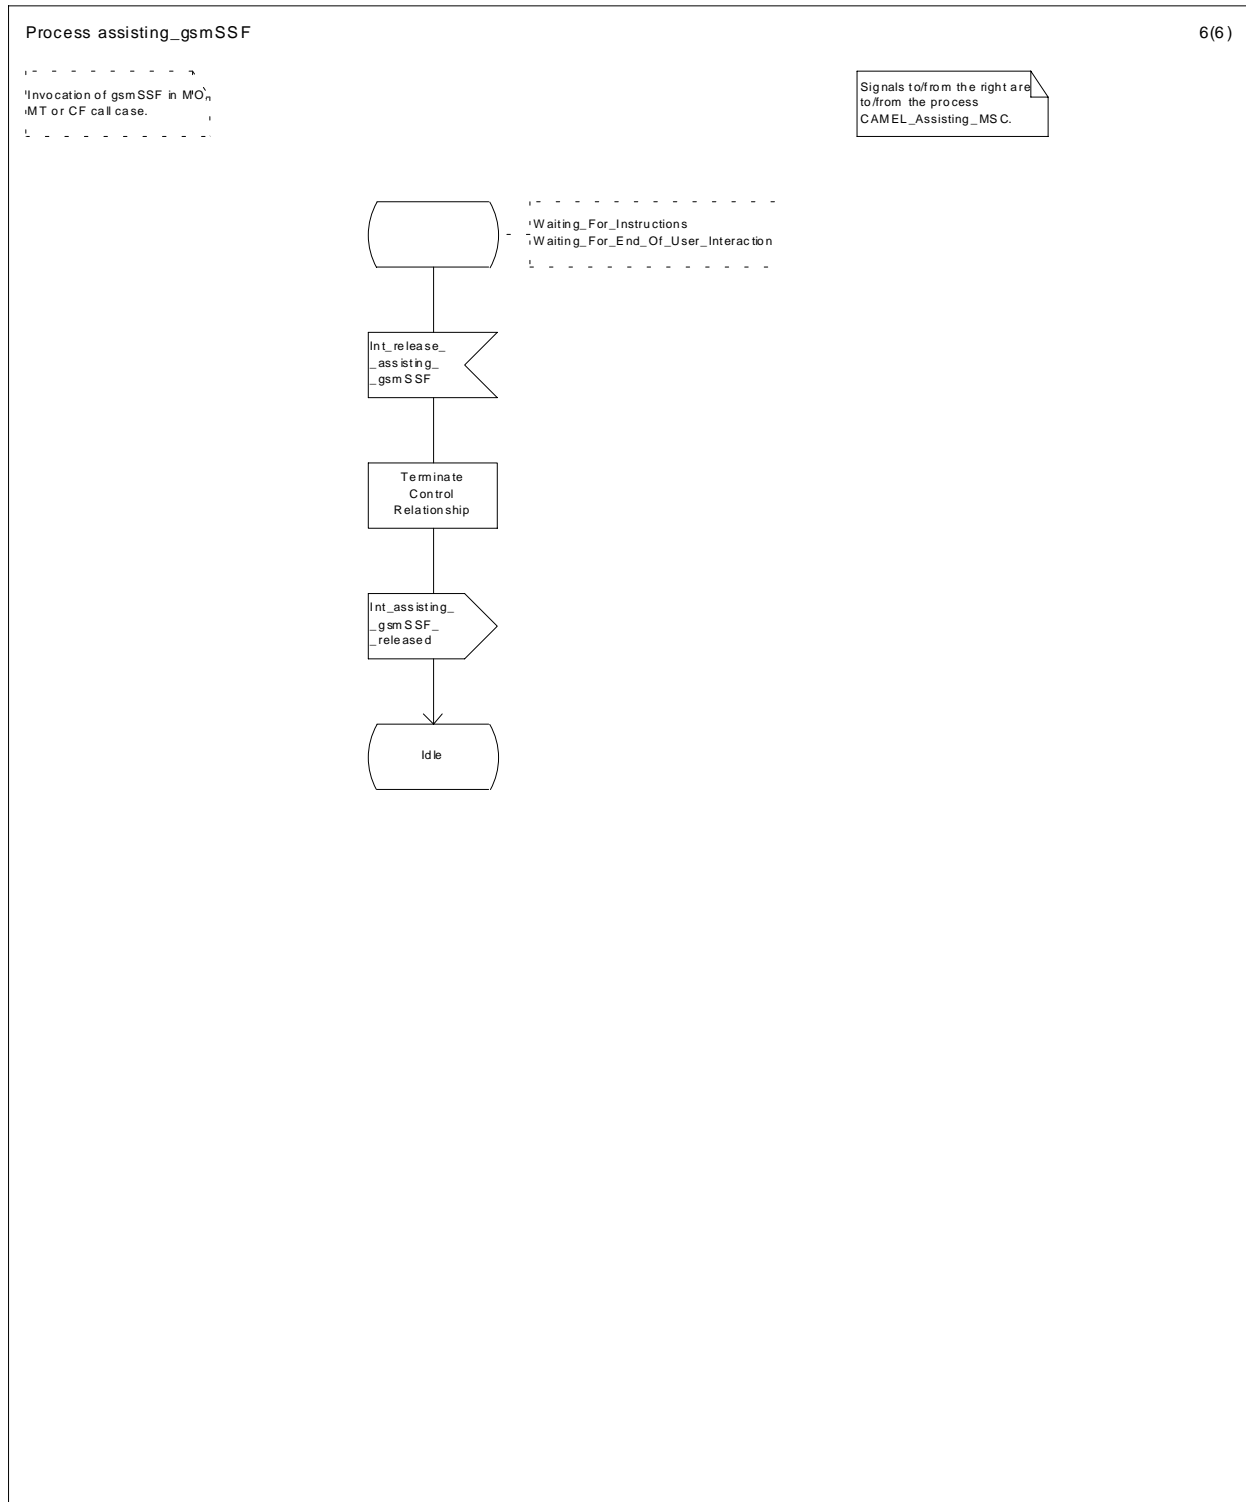 Process assisting_gsmSSF
6(6)
Invocation of gsmSSF in MO,
MT or CF call case.
Signals to/from the right are
to/from the process
CAMEL_Assisting_MSC.
Waiting_For_Instructions
Waiting_For_End_Of_User_Interaction
Int_release_
_assisting_
_gsmSSF
Terminate
Control
Relationship
Int_assisting_
_gsmSSF_
_released
Idle